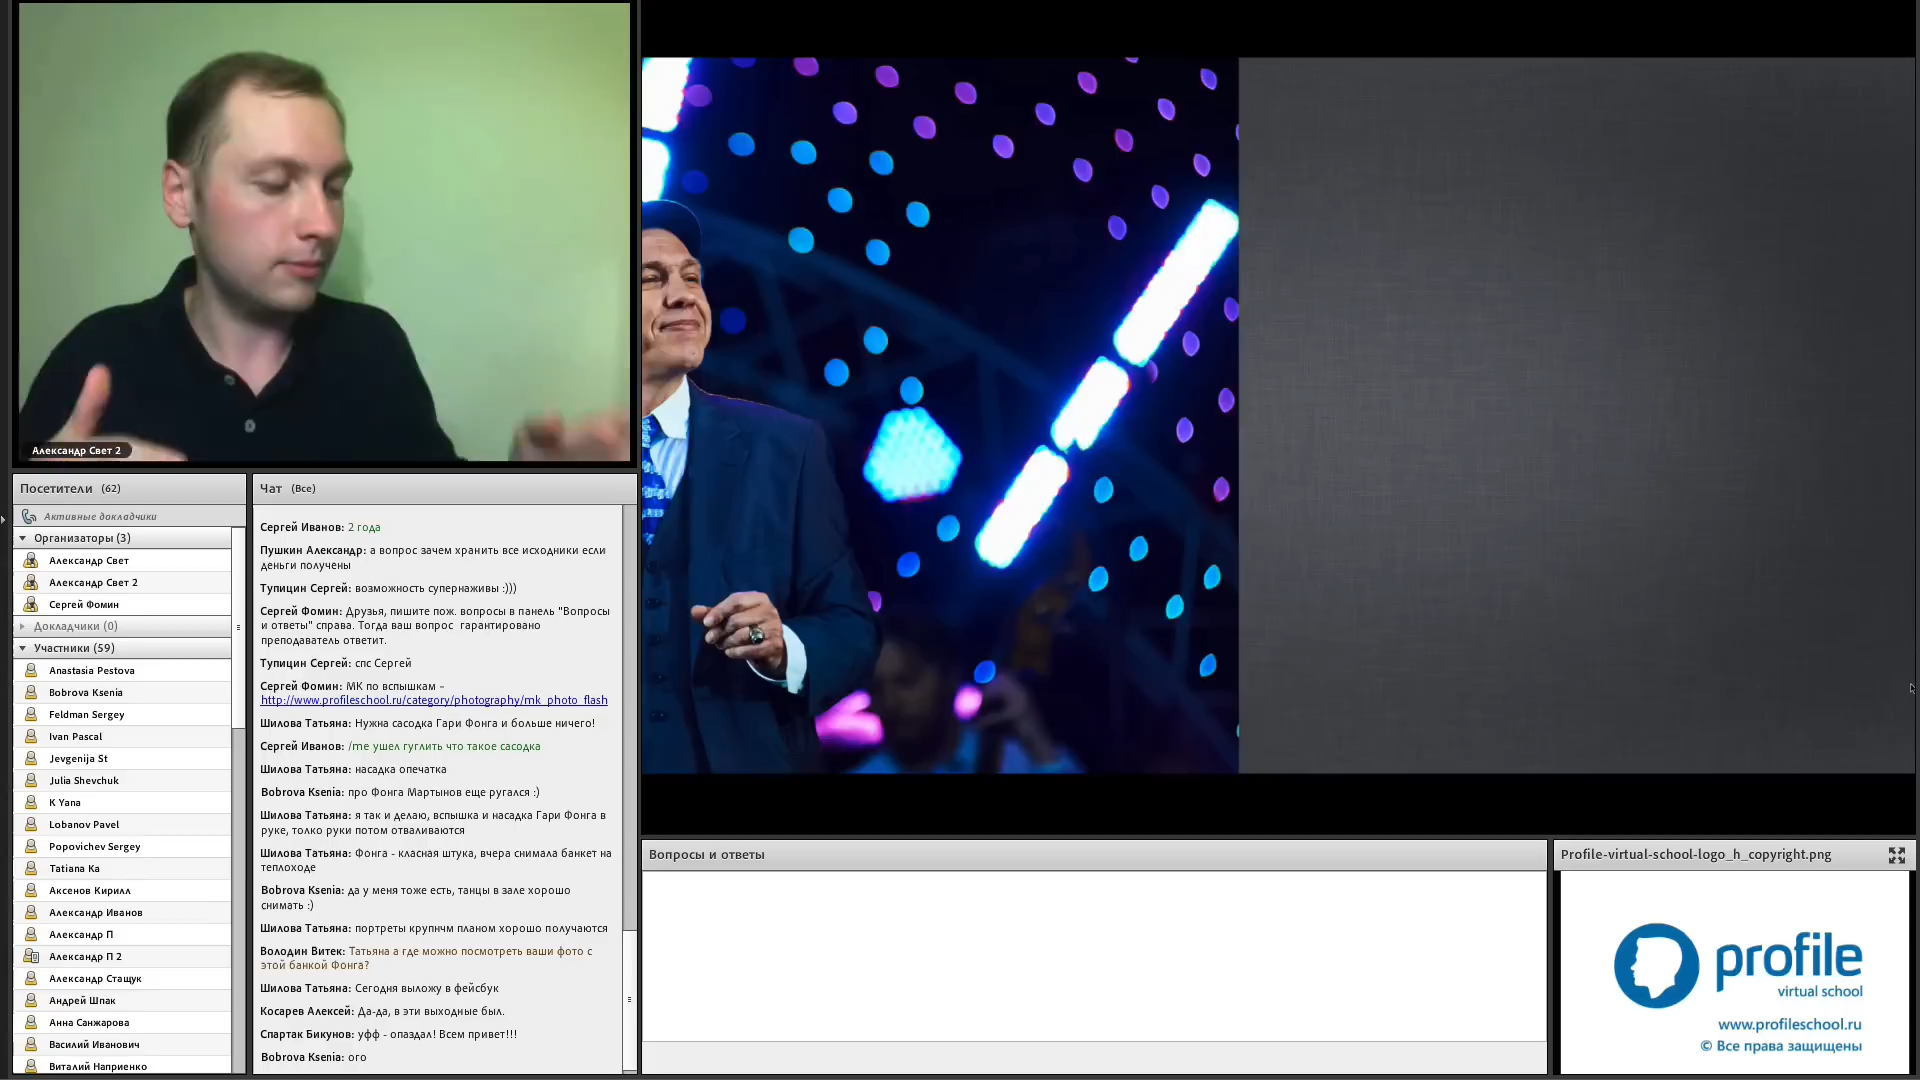 Александр Свет 2
Посетители (62)
Активные докладчики
Организаторы (3)
Александр Свет
Александр Свет 2
Сергей Фомин
Докладчики (0)
Участники (59)
Anastasia Pestova
Bobrova Ksenia
Feldman Sergey
Ivan Pascal
Jevgenija St
Julia Shevchuk
K Yana
Lobanov Pavel
Popovichev Sergey
Tatiana Ka
Аксенов Кирилл
Александр Иванов
Александр П
Александр П 2
Александр Стащук
Андрей Шпак
Анна Санжарова
Василий Иванович
Виталий Наприенко
Чат (Все)
Сергей Иванов: 2 года
Пушкин Александр: а вопрос зачем хранить все исходники если
деньги получены
Тупицин Сергей: возможность супернаживы :)))
Сергей Фомин: Друзья, пишите пож. вопросы в панель "Вопросы
и ответы" справа. Тогда ваш вопрос гарантировано
преподаватель ответит.
Тупицин Сергей: спс Сергей
Сергей Фомин: МК по вспышкам -
http://www.profileschool.ru/category/photography/mk_photo_flash
Шилова Татьяна: Нужна сасодка Гари Фонга и больше ничего!
Сергей Иванов: /me ушел гуглить что такое сасодка
Шилова Татьяна: насадка опечатка
Bobrova Ksenia: про Фонга Мартынов еще ругался :)
Шилова Татьяна: я так и делаю, вспышка и насадка Гари Фонга в
руке, толко руки потом отваливаются
Шилова Татьяна: Фонга - класная штука, вчера снимала банкет на
теплоходе
Bobrova Ksenia: да у меня тоже есть, танцы в зале хорошо
снимать :)
Шилова Татьяна: портреты крупнчм планом хорошо получаются
Володин Витек: Татьяна а где можно посмотреть ваши фото с
этой банкой Фонга?
Шилова Татьяна: Сегодня выложу в фейсбук
Косарев Алексей: Да-да, в эти выходные был.
Спартак Бикунов: уфф - опаздал! Всем привет!!!
Bobrova Ksenia: ого
Вопросы и ответы
Profile-virtual-school-logo_h_copyright.png
profile
virtual school
www.profileschool.ru
© Все права защищены